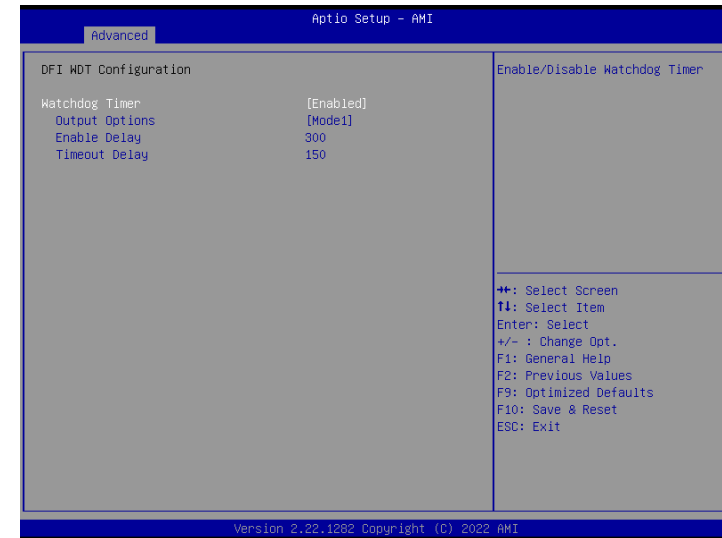 Aptio Setup – AMI
Advanced
DFI WDT Configuration
Watchdog Timer [Enabled]
Output Options [Mode1]
Enable Delay 300
Timeout Delay 150
Enable/Disable Watchdog Timer
→←: Select Screen
↑↓: Select Item
Enter: Select
+/- : Change Opt.
F1: General Help
F2: Previous Values
F9: Optimized Defaults
F10: Save & Reset
ESC: Exit
Version 2.22.1282 Copyright (C) 2022 AMI